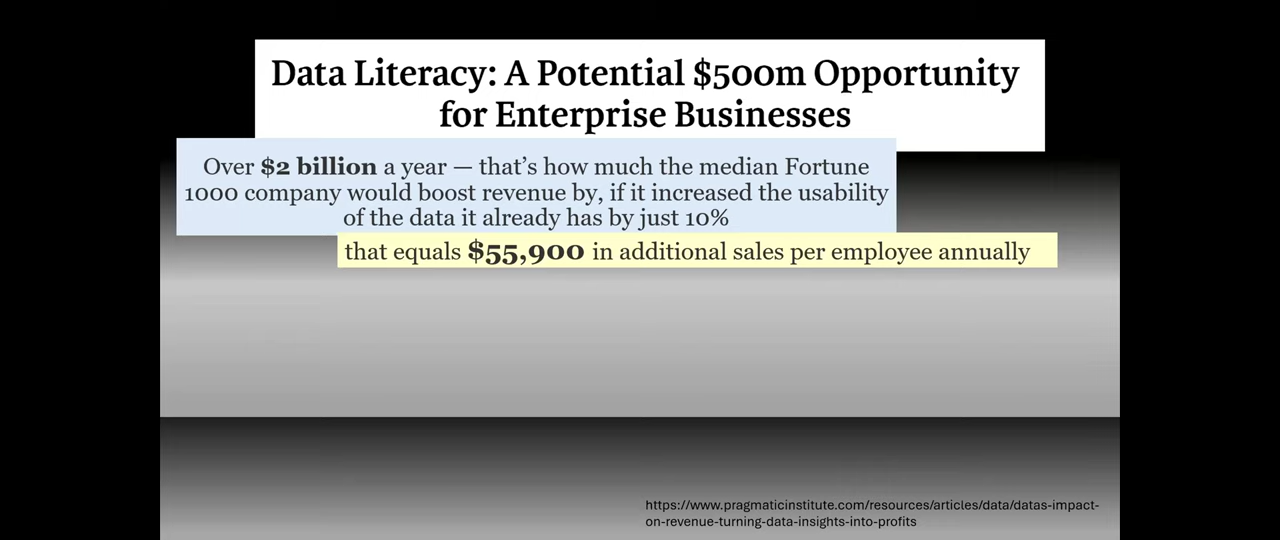 Data Literacy: A Potential $500m Opportunity
for Enterprise Businesses
Over $2 billion a year — that's how much the median Fortune
1000 company would boost revenue by, if it increased the usability
of the data it already has by just 10%
that equals $55,900 in additional sales per employee annually
https://www.pragmaticinstitute.com/resources/articles/data/datas-impact-
on-revenue-turning-data-insights-into-profits